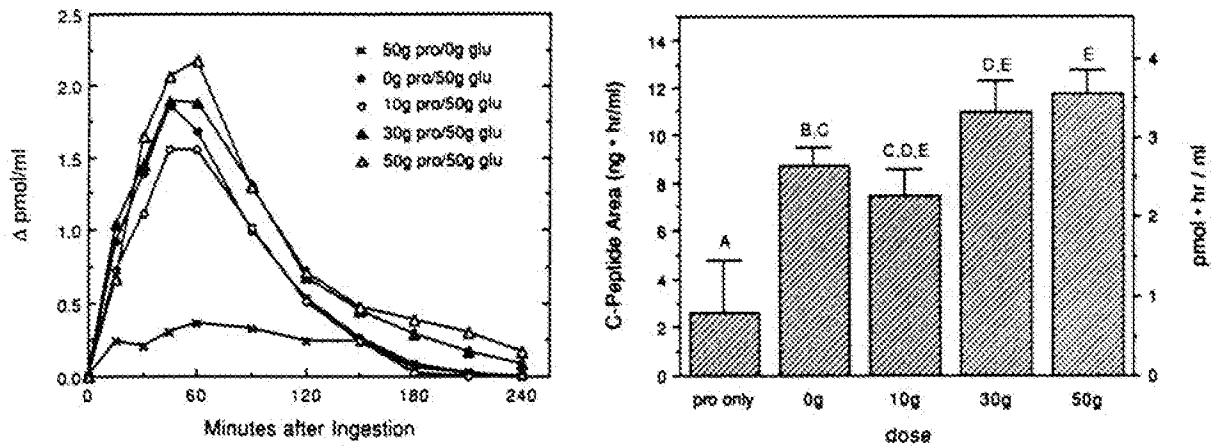 2.5
2.0
1.5
1.0
0.5
0.0
Δ pmol/ml
0
60
120
180
240
Minutes after Ingestion
50g pro/0g glu
0g pro/50g glu
10g pro/50g glu
30g pro/50g glu
50g pro/50g glu
14
12
10
8
6
4
2
0
C-Peptide Area (ng • hr/ml)
A
B,C
C,D,E
D,E
E
4
3
2
1
0
pmol • hr / ml
pro only
0g
10g
30g
50g
dose